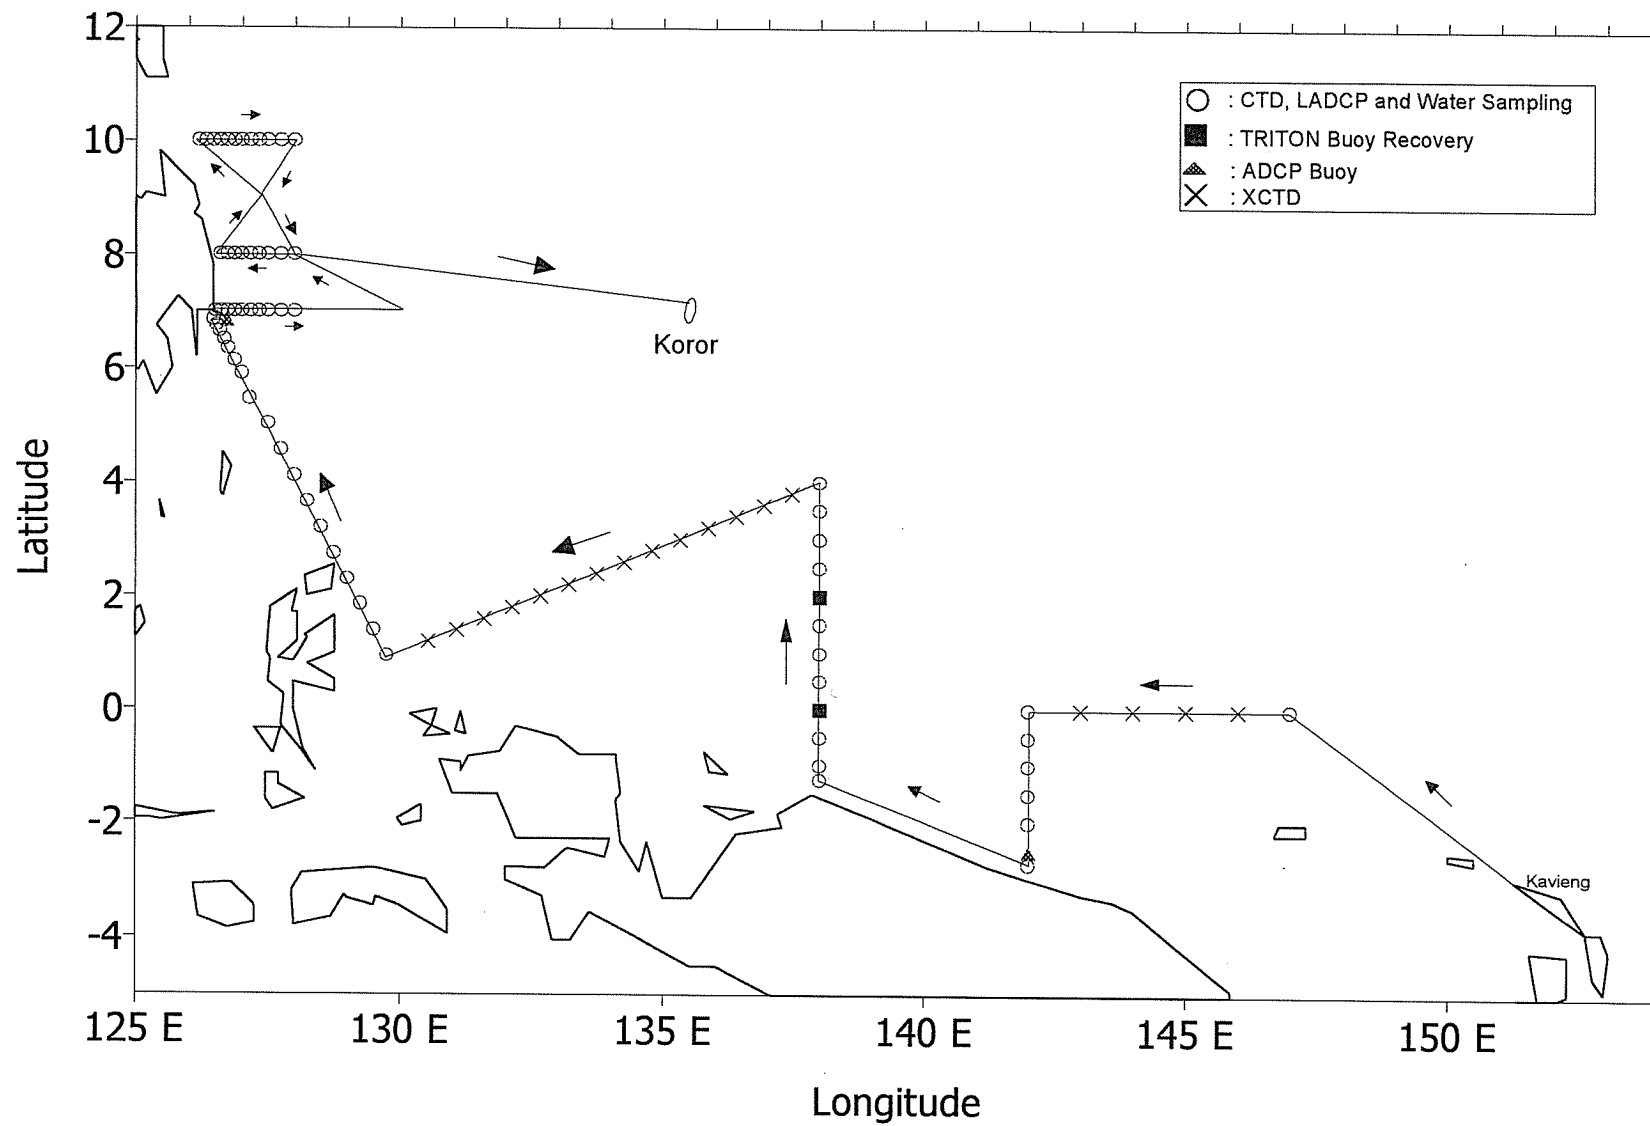 12
10
8
6
4
2
0
-2
-4
Latitude
: CTD, LADCP and Water Sampling
: TRITON Buoy Recovery
: ADCP Buoy
: XCTD
Koror
Kavieng
125 E
130 E
135 E
140 E
145 E
150 E
Longitude